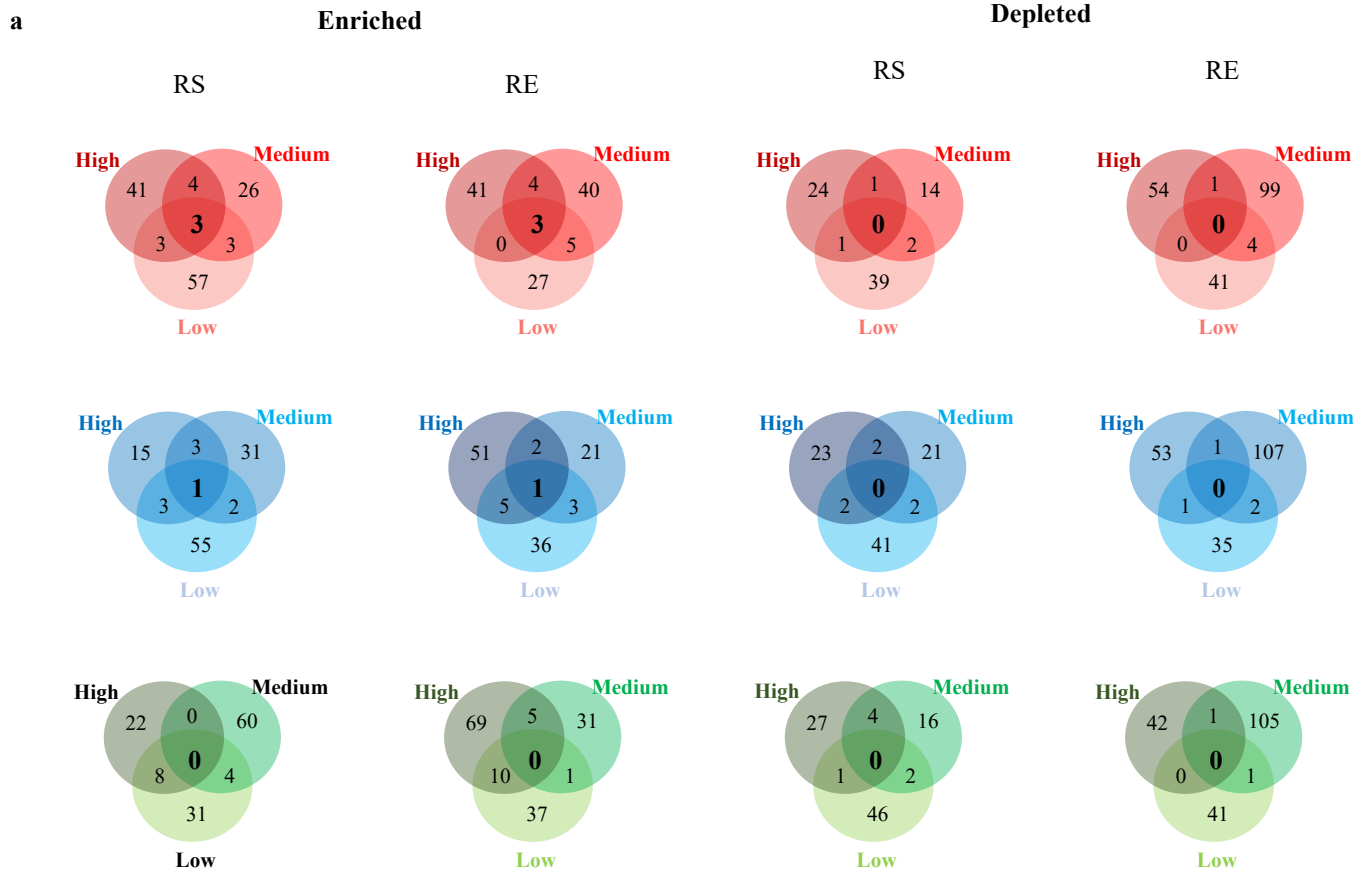 a
Enriched
Depleted
RS
RE
RS
RE
High
Medium
41
4
26
3
3
3
57
Low
High
Medium
41
4
40
3
0
5
27
Low
High
Medium
24
1
14
0
1
2
39
Low
High
Medium
54
1
99
0
0
4
41
Low
High
Medium
15
3
31
1
3
2
55
Low
High
Medium
51
2
21
1
5
3
36
Low
High
Medium
23
2
21
0
2
2
41
Low
High
Medium
53
1
107
0
1
2
35
Low
High
Medium
22
0
60
0
8
4
31
Low
High
Medium
69
5
31
0
10
1
37
Low
High
Medium
27
4
16
0
1
2
46
Low
High
Medium
42
1
105
0
0
1
41
Low